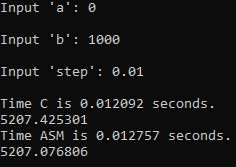 Input 'a': 0
Input 'b': 1000
Input 'step': 0.01
Time C is 0.012092 seconds.
5207.425301
Time ASM is 0.012757 seconds.
5207.076806